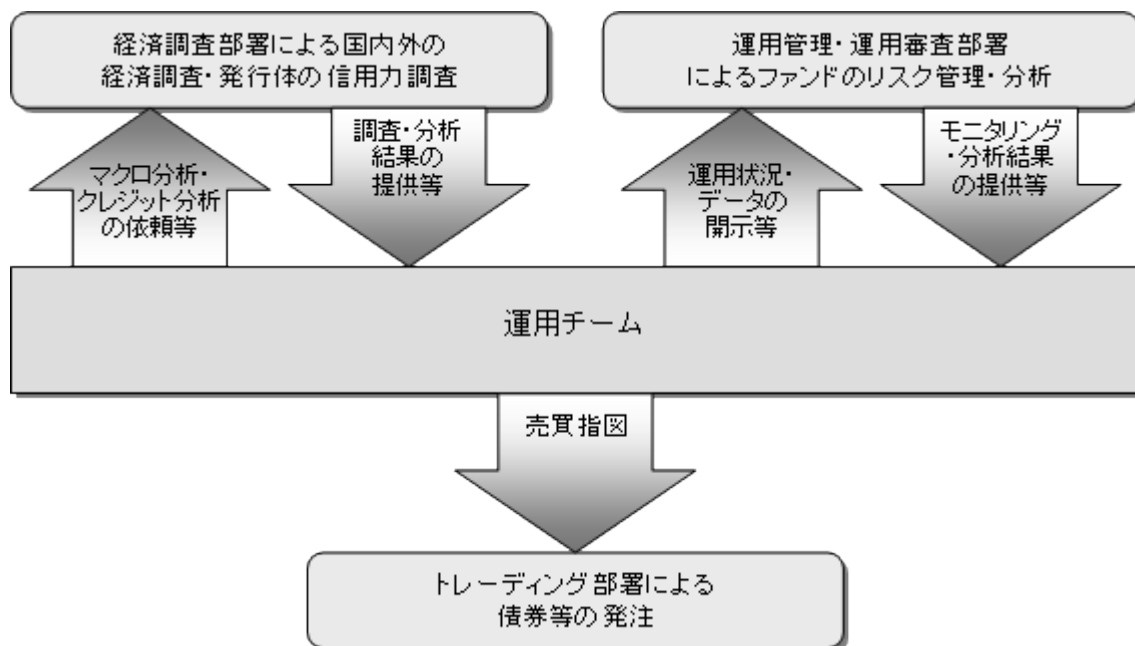 経済調査部署による国内外の
経済調査・発行体の信用力調査
運用管理・運用審査部署
によるファンドのリスク管理・分析
マクロ分析・
クレジット分析
の依頼等
調査・分析
結果の
提供等
運用状況・
データの
開示等
モニタリング
・分析結果
の提供等
運用チーム
売買指図
トレーディング部署による
債券等の発注